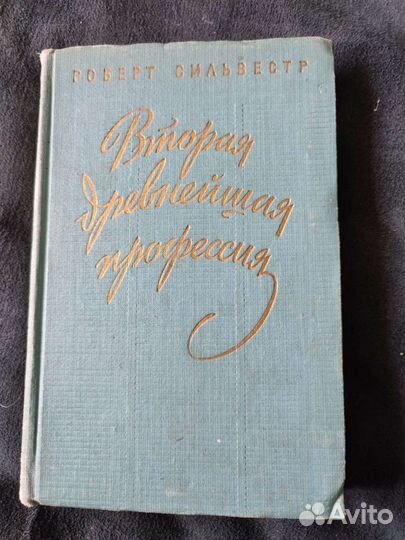 РОБЕРТ СИЛЬВЕСТР
Вторая
древнейшая
профессия
Avito